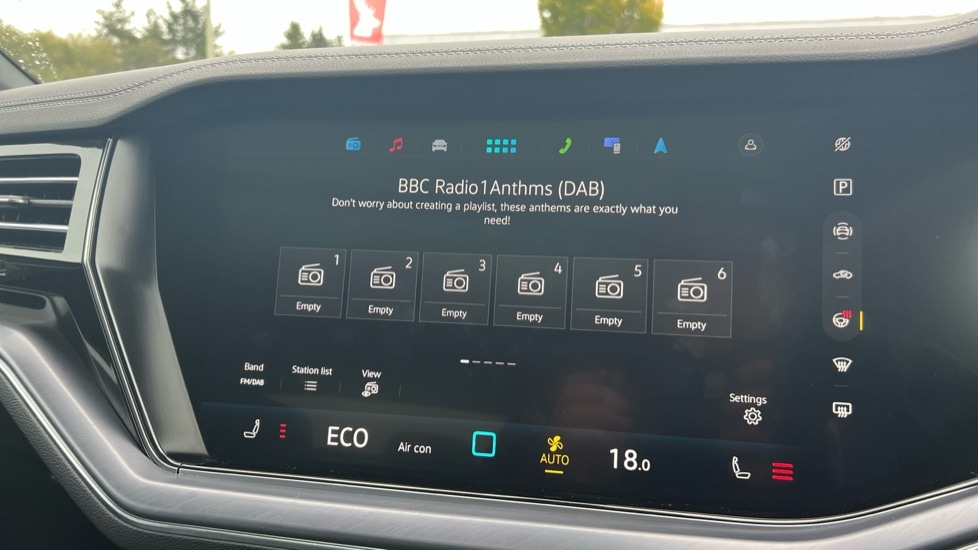 BBC Radio1Anthms (DAB)
Don't worry about creating a playlist, these anthems are exactly what you
need!
1 2 3 4 5 6
Empty Empty Empty Empty Empty Empty
Band Station list View
FM/DAB
Settings
ECO Air con AUTO 18.0
P